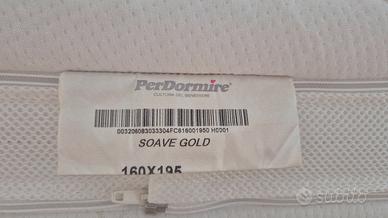 PerDormire
CULTURA DEL BENESSERE
003206083033304FC616001950 H0001
SOAVE GOLD
160X195
subito